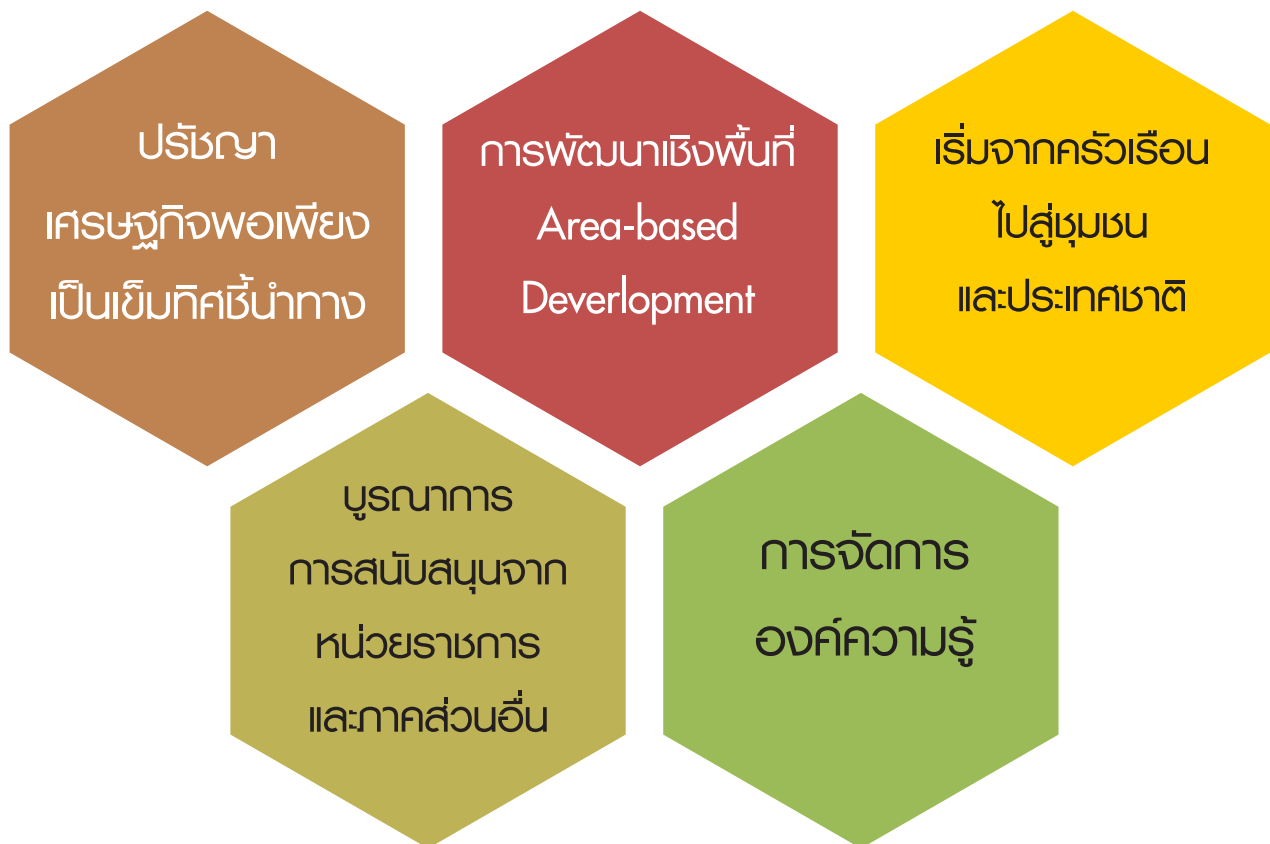 ปรัชญา
เศรษฐกิจพอเพียง
เป็นเข็มทิศชี้นำทาง
การพัฒนาเชิงพื้นที่
Area-based
Deverlopment
เริ่มจากครัวเรือน
ไปสู่ชุมชน
และประเทศชาติ
บูรณาการ
การสนับสนุนจาก
หน่วยราชการ
และภาคส่วนอื่น
การจัดการ
องค์ความรู้